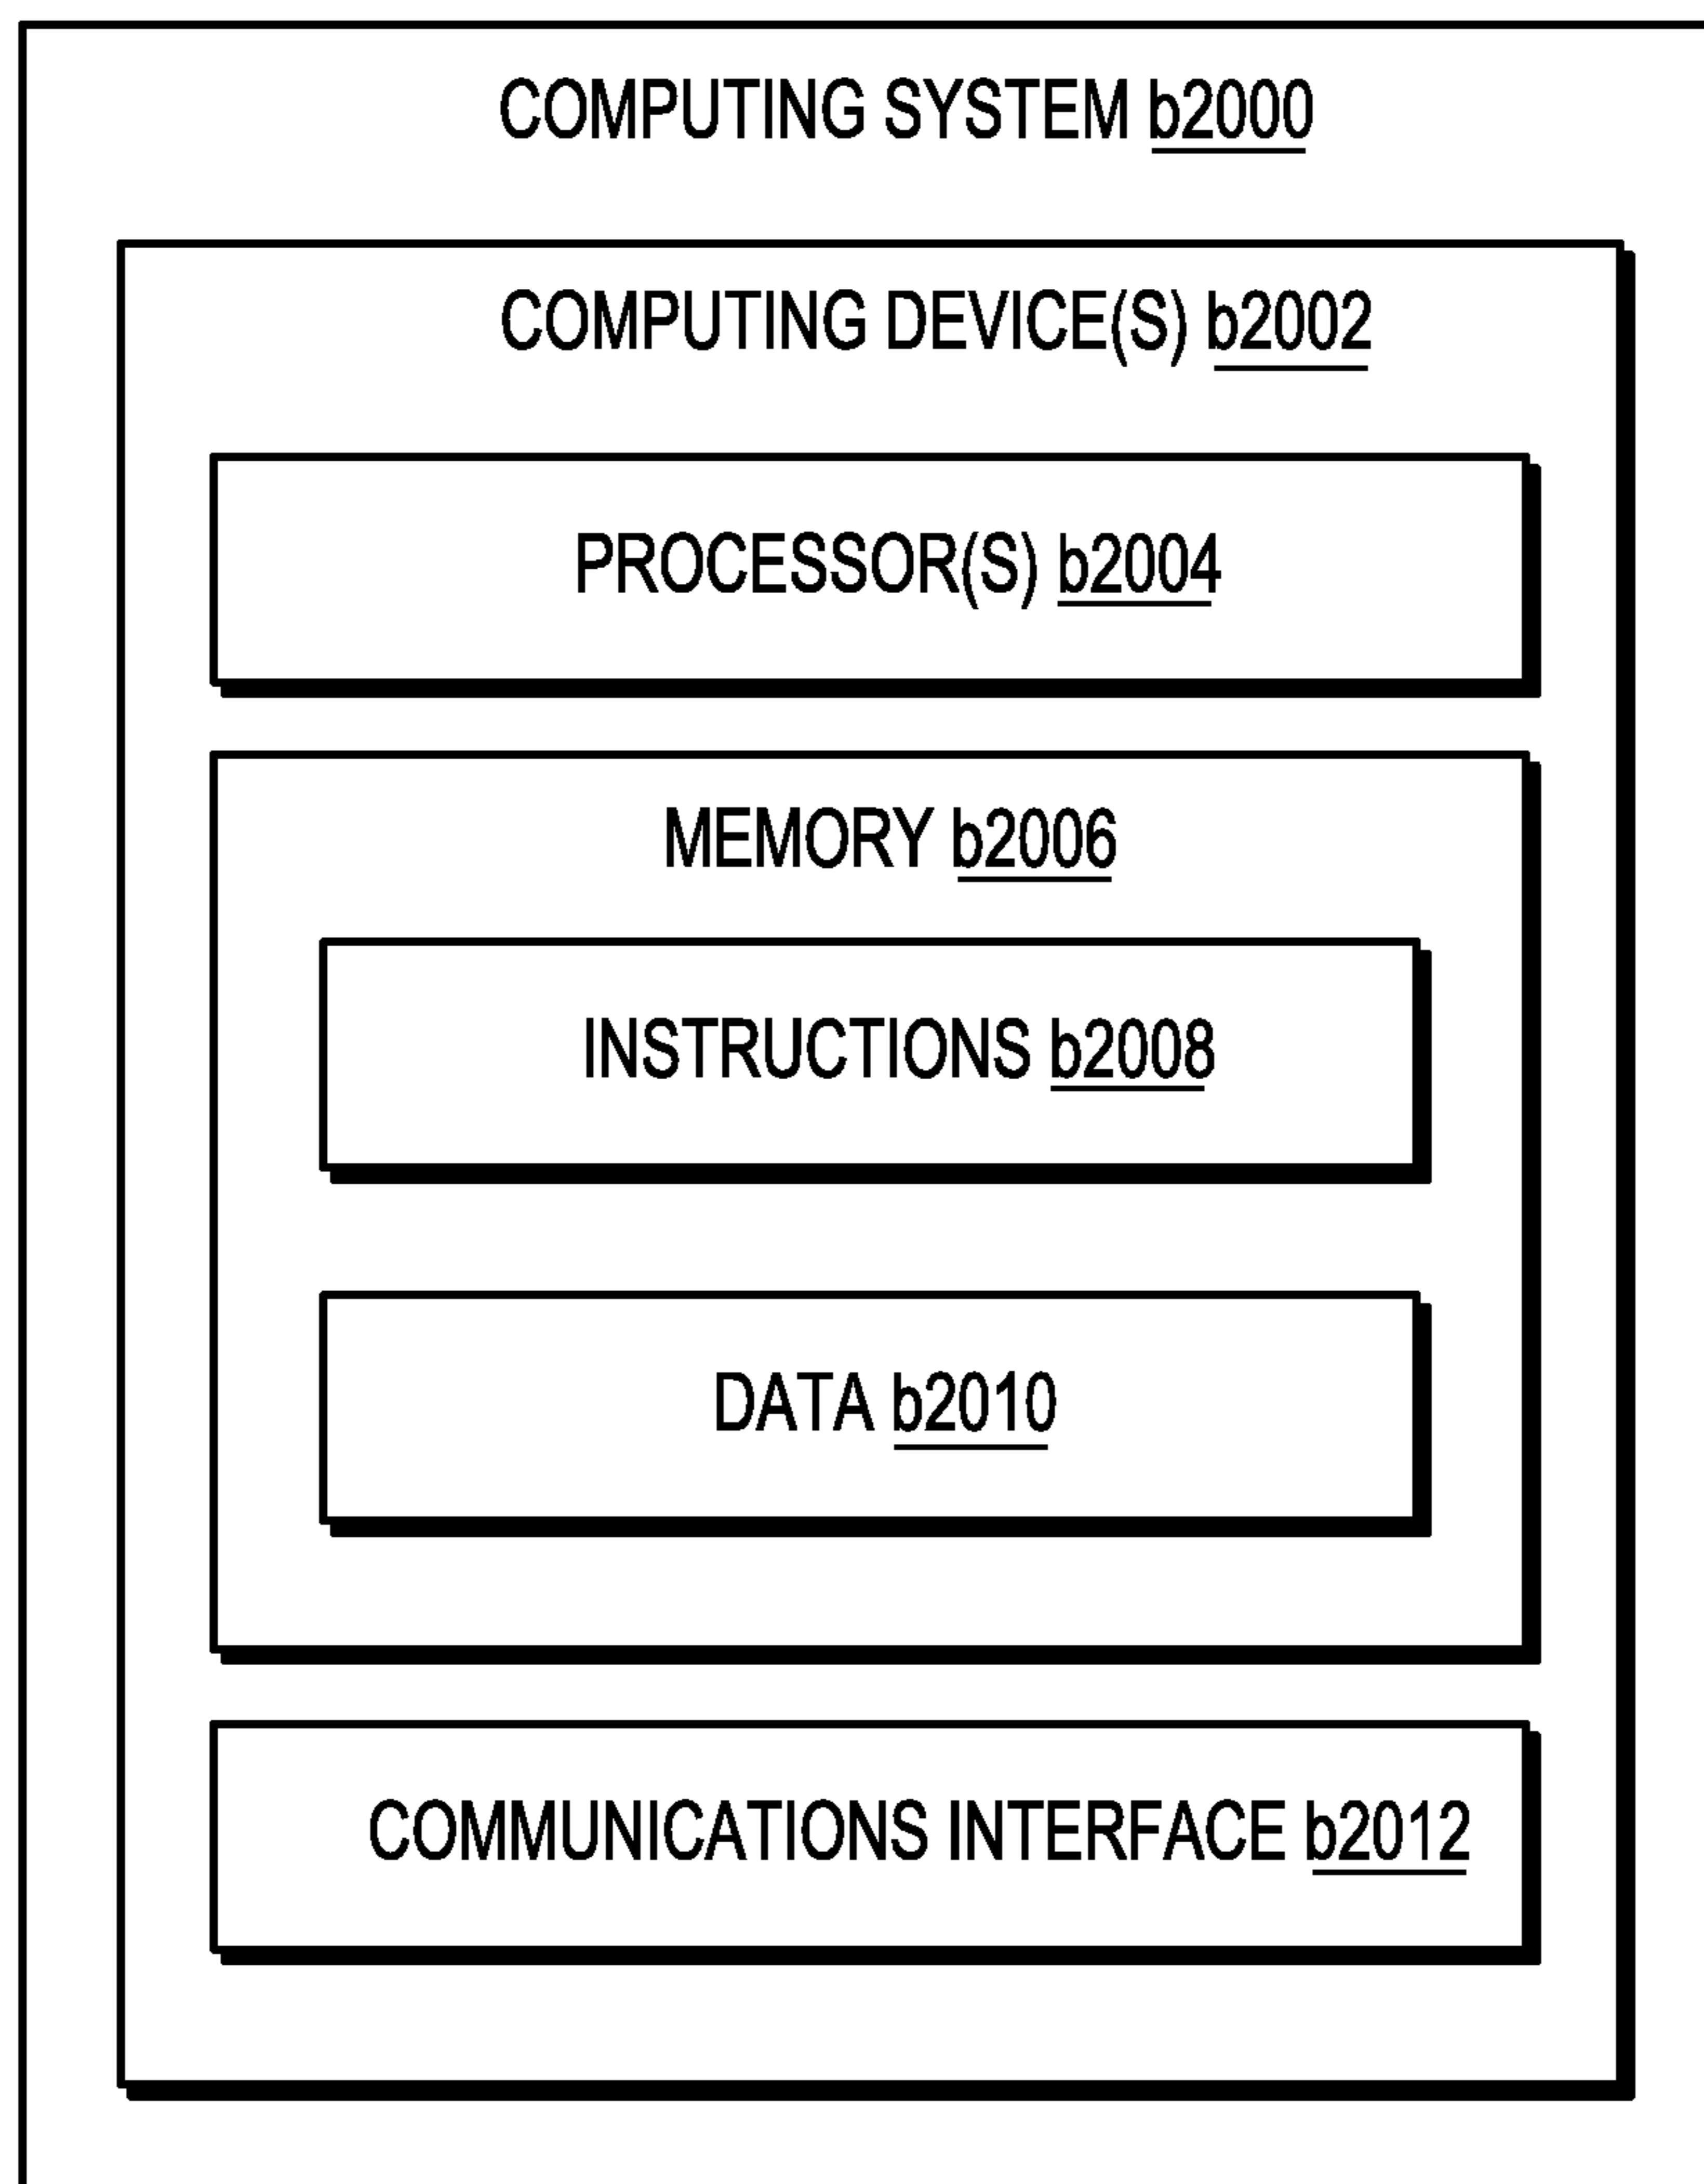 COMPUTING SYSTEM b2000
COMPUTING DEVICE(S) b2002
PROCESSOR(S) b2004
MEMORY b2006
INSTRUCTIONS b2008
DATA b2010
COMMUNICATIONS INTERFACE b2012